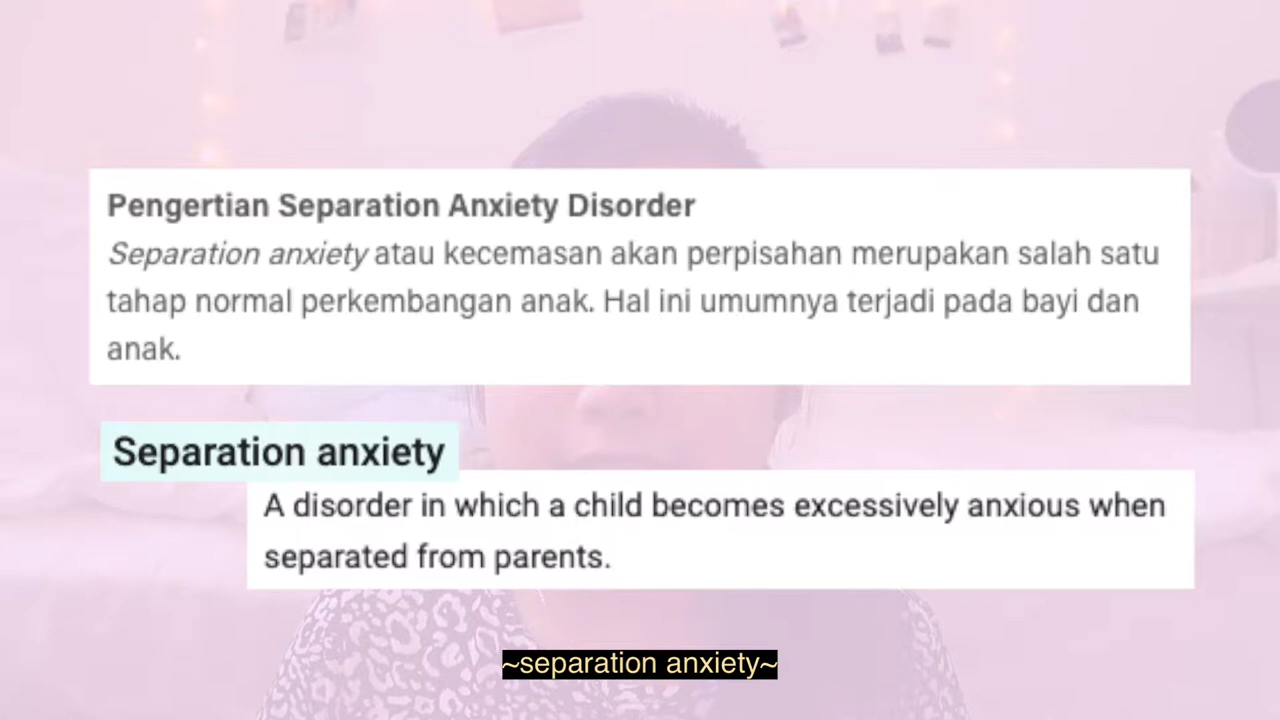 Pengertian Separation Anxiety Disorder
Separation anxiety atau kecemasan akan perpisahan merupakan salah satu
tahap normal perkembangan anak. Hal ini umumnya terjadi pada bayi dan
anak.
Separation anxiety
A disorder in which a child becomes excessively anxious when
separated from parents.
~separation anxiety~